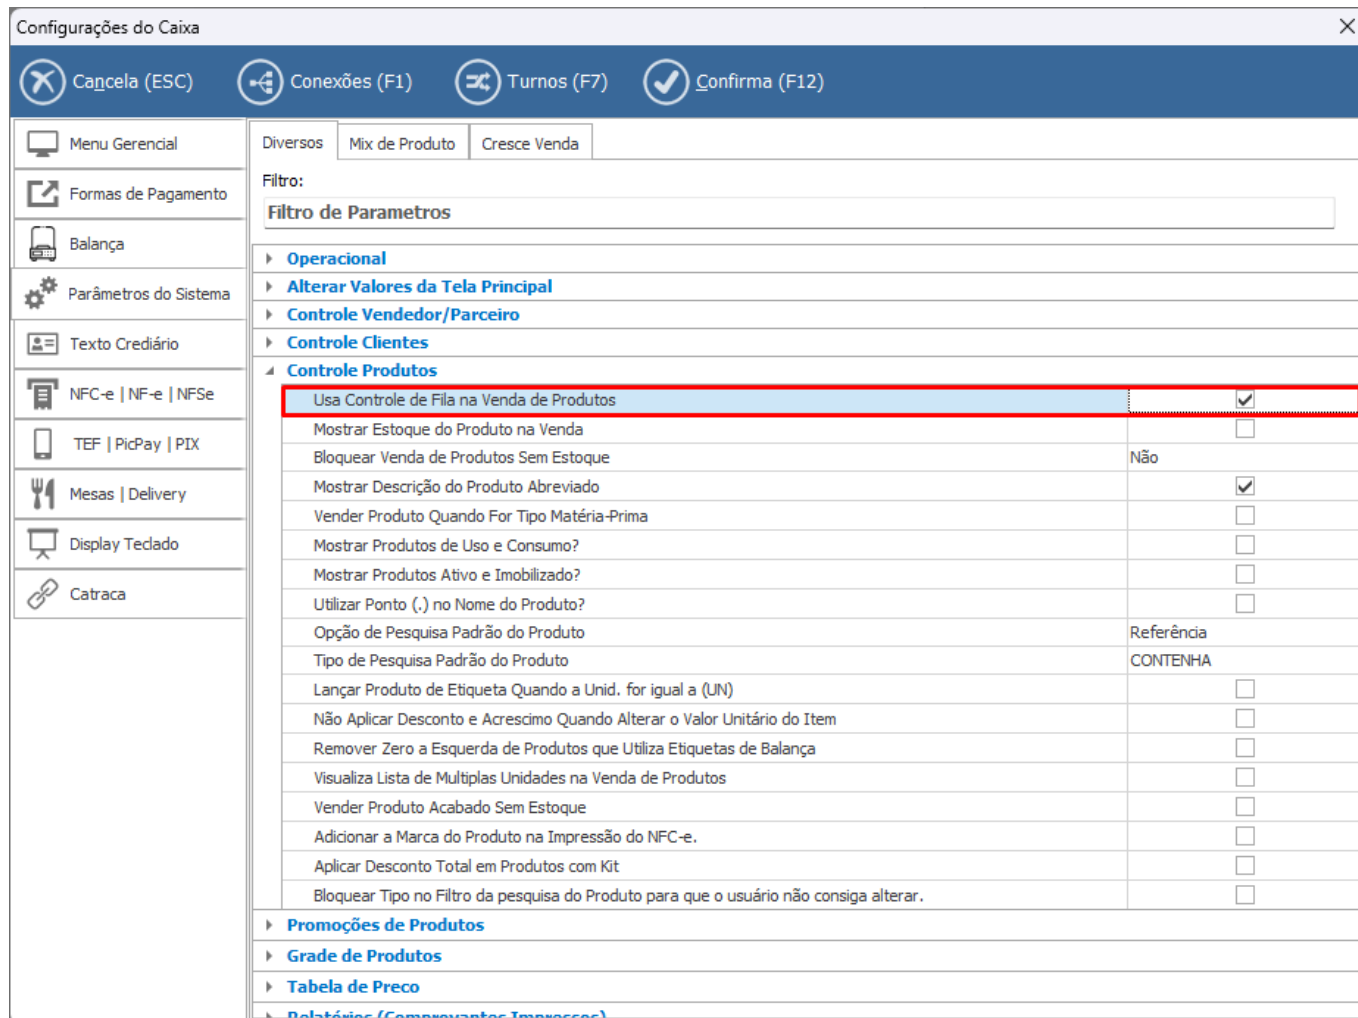 Configurações do Caixa
Cancela (ESC) Conexões (F1) Turnos (F7) Confirma (F12)
Menu Gerencial
Formas de Pagamento
Balança
Parâmetros do Sistema
Texto Crediário
NFC-e | NF-e | NFSe
TEF | PicPay | PIX
Mesas | Delivery
Display Teclado
Catraca
Diversos Mix de Produto Cresce Venda
Filtro:
Filtro de Parametros
Operacional
Alterar Valores da Tela Principal
Controle Vendedor/Parceiro
Controle Clientes
Controle Produtos
Usa Controle de Fila na Venda de Produtos
Mostrar Estoque do Produto na Venda
Bloquear Venda de Produtos Sem Estoque Não
Mostrar Descrição do Produto Abreviado
Vender Produto Quando For Tipo Matéria-Prima
Mostrar Produtos de Uso e Consumo?
Mostrar Produtos Ativo e Imobilizado?
Utilizar Ponto (.) no Nome do Produto?
Opção de Pesquisa Padrão do Produto Referência
Tipo de Pesquisa Padrão do Produto CONTENHA
Lançar Produto de Etiqueta Quando a Unid. for igual a (UN)
Não Aplicar Desconto e Acrescimo Quando Alterar o Valor Unitário do Item
Remover Zero a Esquerda de Produtos que Utiliza Etiquetas de Balança
Visualiza Lista de Multiplas Unidades na Venda de Produtos
Vender Produto Acabado Sem Estoque
Adicionar a Marca do Produto na Impressão do NFC-e.
Aplicar Desconto Total em Produtos com Kit
Bloquear Tipo no Filtro da pesquisa do Produto para que o usuário não consiga alterar.
Promoções de Produtos
Grade de Produtos
Tabela de Preco
Relatórios (Comprovantes Impressos)